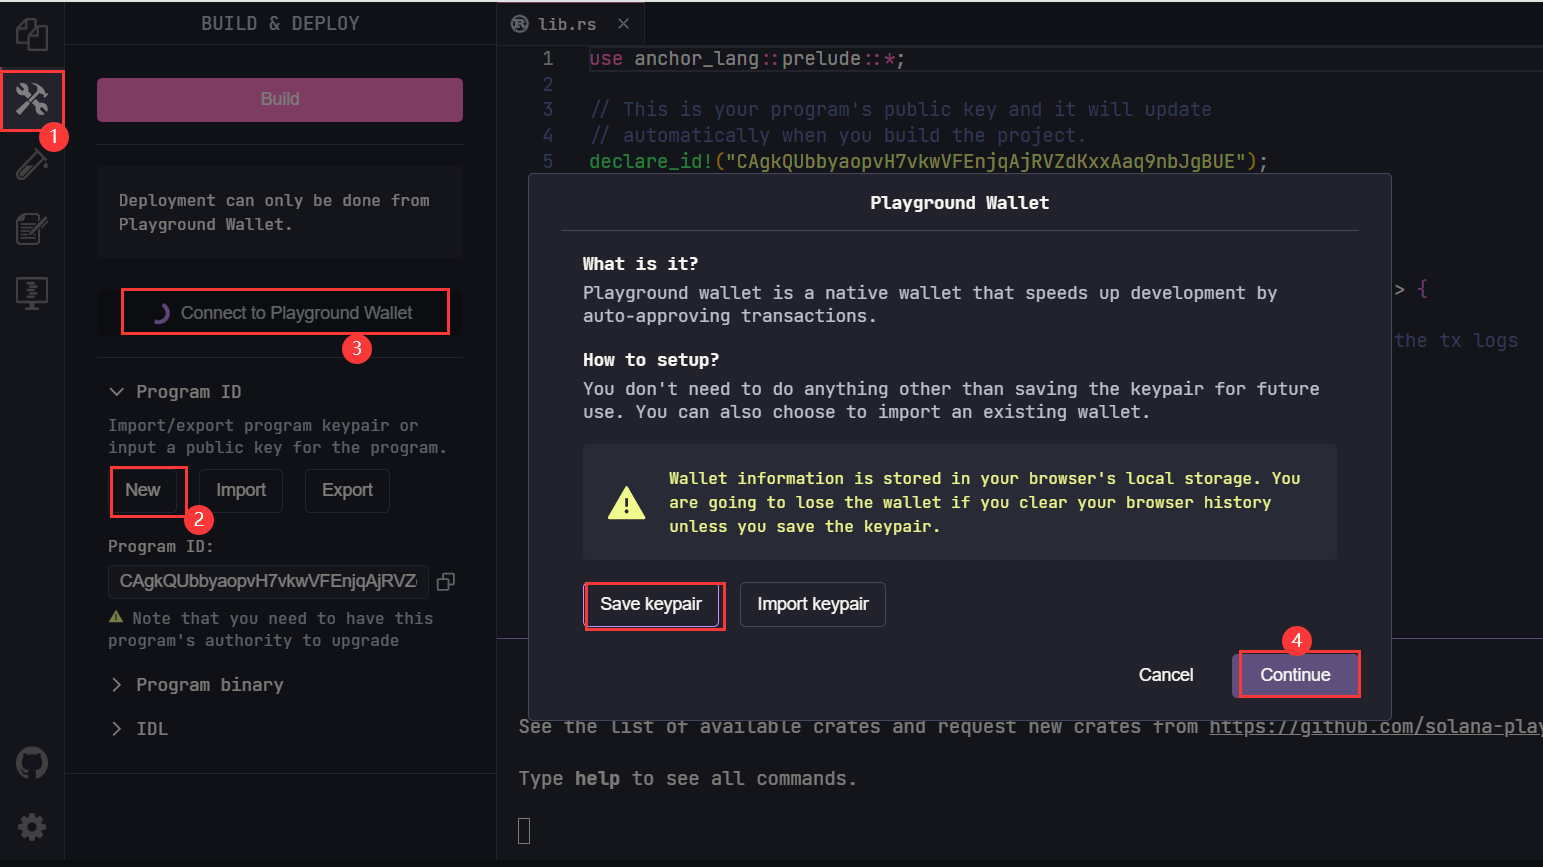 BUILD & DEPLOY
Build
1
Deployment can only be done from
Playground Wallet.
Connect to Playground Wallet
3
Program ID
Import/export program keypair or
input a public key for the program.
New
Import
Export
2
Program ID:
CAgkQUbbyaopvH7vkwVFEnjqAjRVZ
Note that you need to have this
program's authority to upgrade
Program binary
IDL
lib.rs
1 use anchor_lang::prelude::*;
2
3 // This is your program's public key and it will update
4 // automatically when you build the project.
5 declare_id!("CAgkQUbbyaopvH7vkwVFEnjqAjRVZdKxxAaq9nbJgBUE");
> {
the tx logs
Playground Wallet
What is it?
Playground wallet is a native wallet that speeds up development by
auto-approving transactions.
How to setup?
You don't need to do anything other than saving the keypair for future
use. You can also choose to import an existing wallet.
Wallet information is stored in your browser's local storage. You
are going to lose the wallet if you clear your browser history
unless you save the keypair.
Save keypair
Import keypair
4
Cancel
Continue
See the list of available crates and request new crates from https://github.com/solana-play
Type help to see all commands.